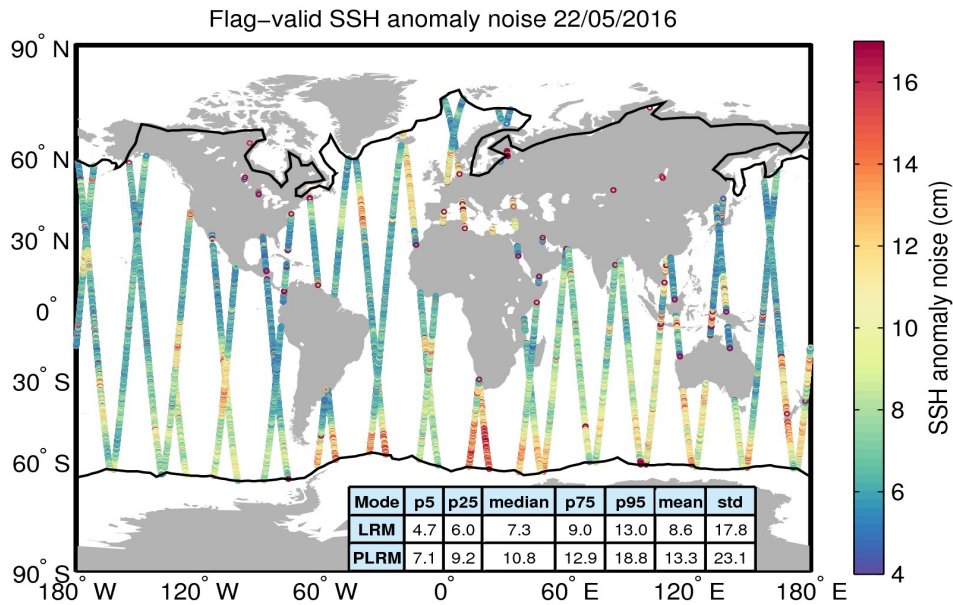 Flag−valid SSH anomaly noise 22/05/2016
90° N
60° N
30° N
0°
30° S
60° S
90° S
180° W
120° W
60° W
0°
60° E
120° E
180° E
Mode p5 p25 median p75 p95 mean std
LRM 4.7 6.0 7.3 9.0 13.0 8.6 17.8
PLRM 7.1 9.2 10.8 12.9 18.8 13.3 23.1
16
14
12
10
8
6
4
SSH anomaly noise (cm)